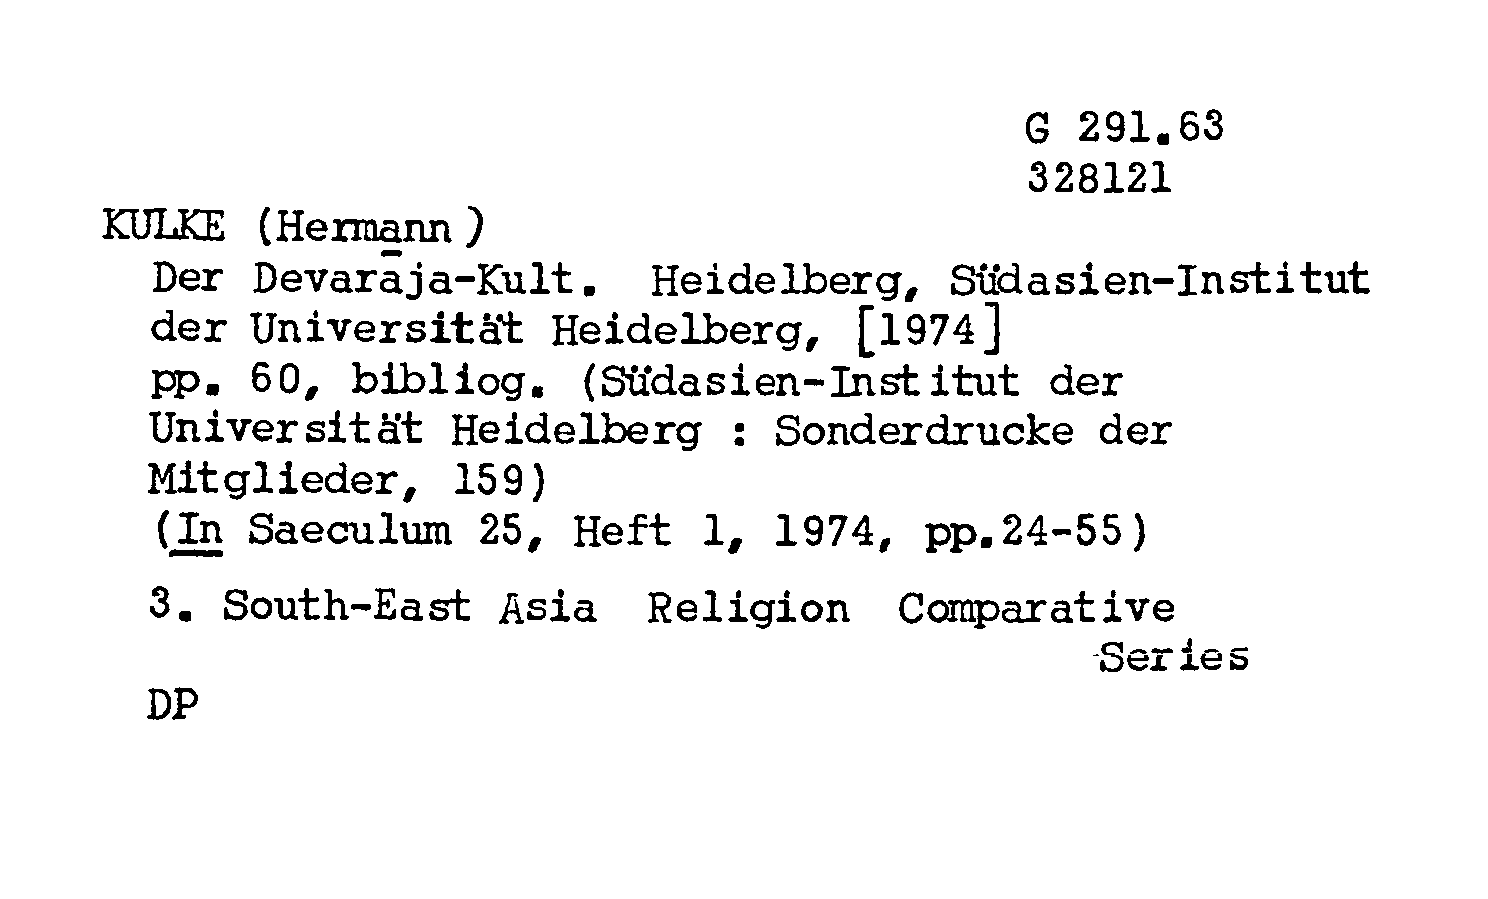 G 291.63
328121
KULKE (Hermann)
Der Devarāja-Kult. Heidelberg, Südasien-Institut
der Universität Heidelberg, [1974]
pp. 60, bibliog. (Südasien-Institut der
Universität Heidelberg : Sonderdrucke der
Mitglieder, 159)
(In Saeculum 25, Heft 1, 1974, pp.24-55)
3. South-East Asia Religion Comparative
Series
DP